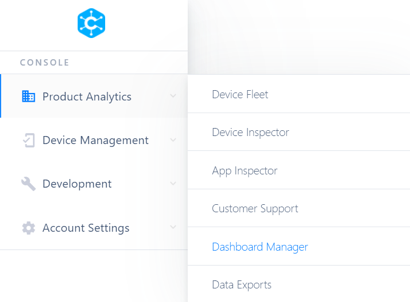 CONSOLE
Product Analytics
Device Management
Development
Account Settings
Device Fleet
Device Inspector
App Inspector
Customer Support
Dashboard Manager
Data Exports